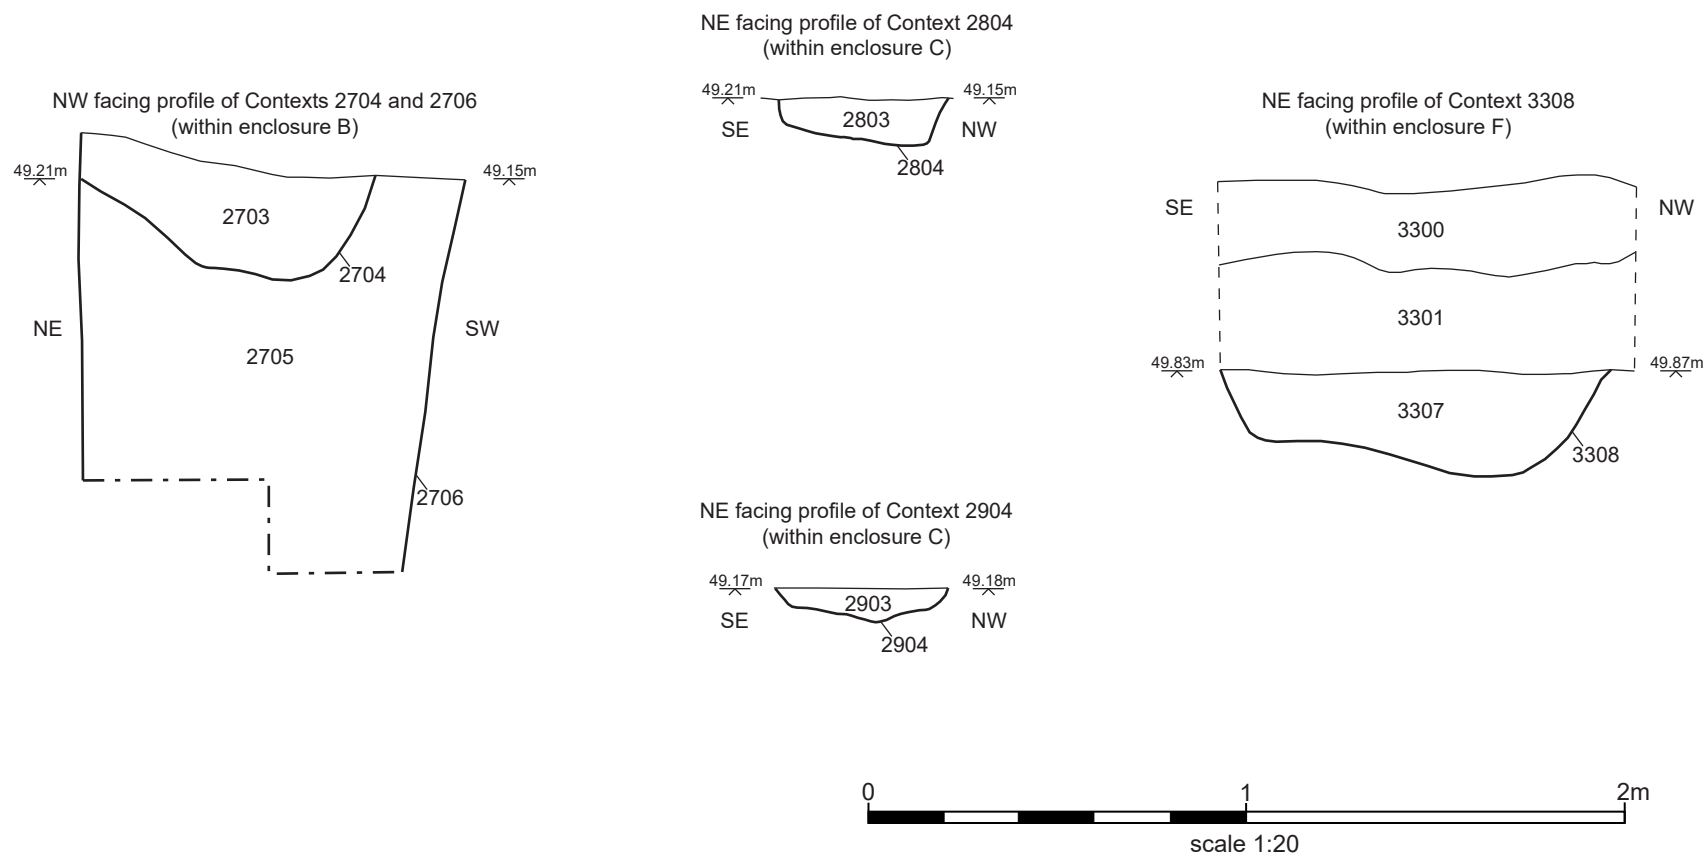 NW facing profile of Contexts 2704 and 2706
(within enclosure B)
49.21m
49.15m
2703
2704
NE
SW
2705
2706
NE facing profile of Context 2804
(within enclosure C)
49.21m
49.15m
SE
2803
NW
2804
NE facing profile of Context 2904
(within enclosure C)
49.17m
49.18m
SE
2903
NW
2904
NE facing profile of Context 3308
(within enclosure F)
SE
NW
3300
3301
49.83m
49.87m
3307
3308
0 1 2m
scale 1:20